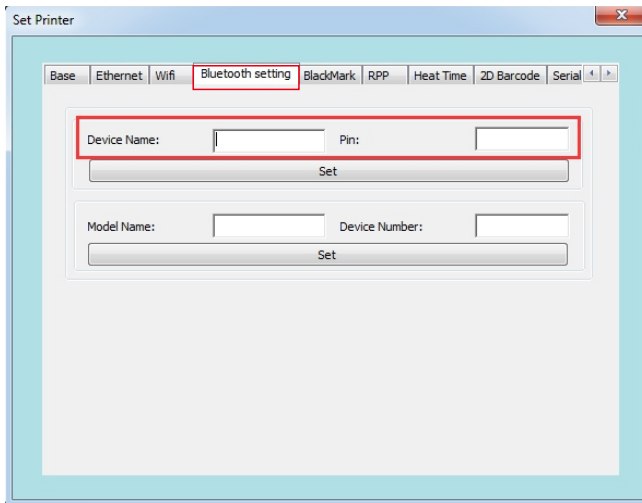 Set Printer
Base Ethernet Wifi Bluetooth setting BlackMark RPP Heat Time 2D Barcode Serial
Device Name: Pin:
Set
Model Name: Device Number:
Set